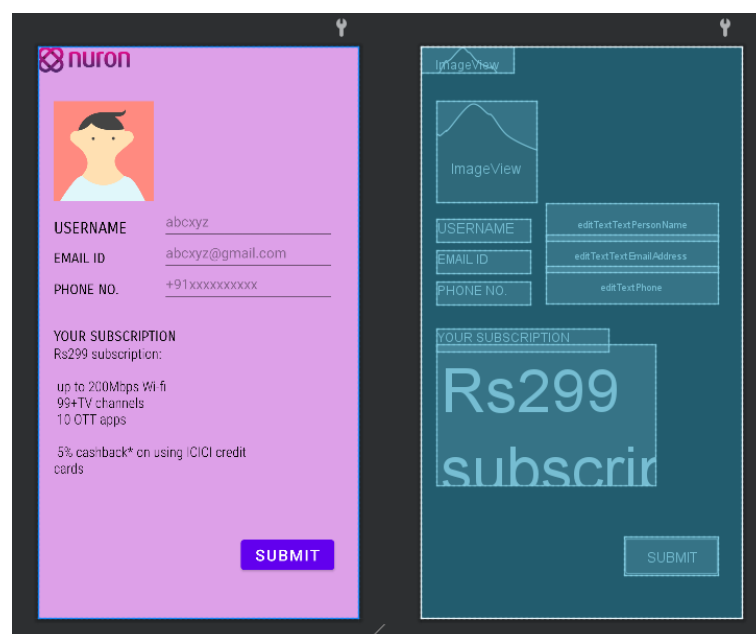 nuron
USERNAME
abcxyz
EMAIL ID
abcxyz@gmail.com
PHONE NO.
+91xxxxxxxxxx
YOUR SUBSCRIPTION
Rs299 subscription:
up to 200Mbps Wi-fi
99+TV channels
10 OTT apps
5% cashback* on using ICICI credit
cards
SUBMIT
ImageView
ImageView
USERNAME
editTextTextPersonName
EMAIL ID
editTextTextEmailAddress
PHONE NO.
editTextPhone
YOUR SUBSCRIPTION
Rs299
subscrip
SUBMIT